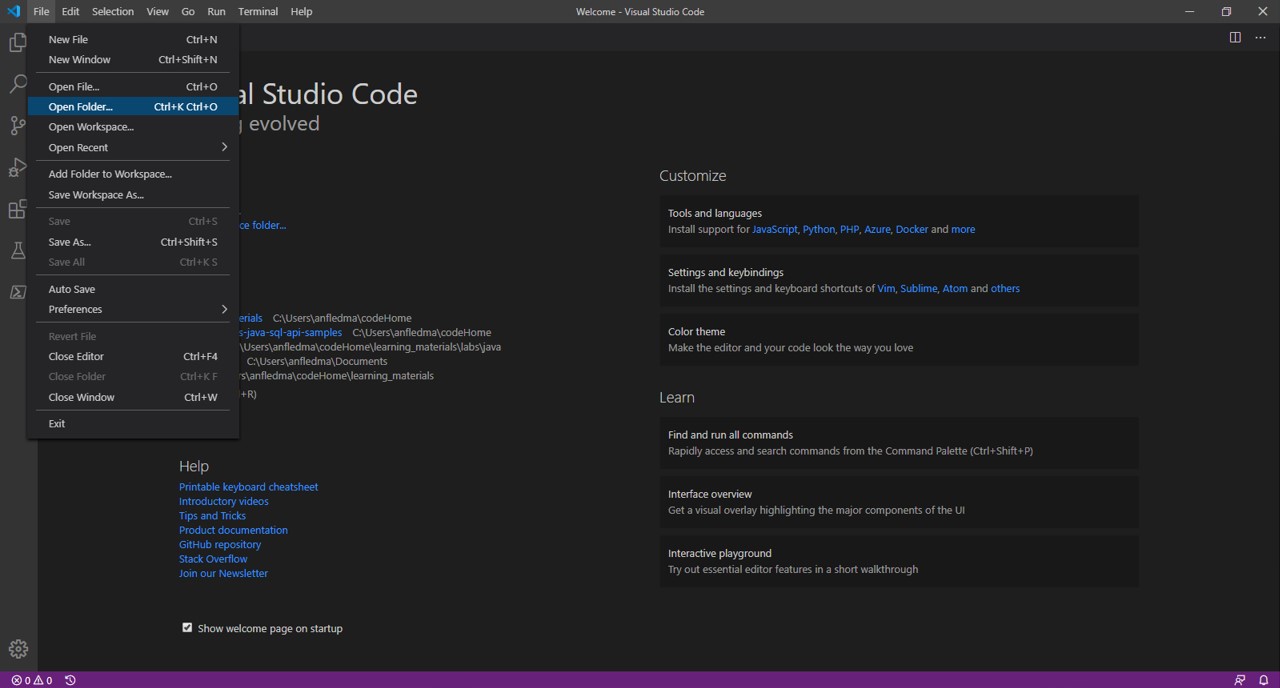 File Edit Selection View Go Run Terminal Help
Welcome - Visual Studio Code
New File Ctrl+N
New Window Ctrl+Shift+N
Open File... Ctrl+O
Open Folder... Ctrl+K Ctrl+O
Open Workspace...
Open Recent
Add Folder to Workspace...
Save Workspace As...
Save Ctrl+S
Save As... Ctrl+Shift+S
Save All Ctrl+K S
Auto Save
Preferences
Revert File
Close Editor Ctrl+F4
Close Folder Ctrl+K F
Close Window Ctrl+W
Exit
al Studio Code
g evolved
ce folder...
erials C:\Users\anfledma\codeHome
s-java-sql-api-samples C:\Users\anfledma\codeHome
\Users\anfledma\codeHome\learning_materials\labs\java
C:\Users\anfledma\Documents
rs\anfledma\codeHome\learning_materials
+R)
Help
Printable keyboard cheatsheet
Introductory videos
Tips and Tricks
Product documentation
GitHub repository
Stack Overflow
Join our Newsletter
Show welcome page on startup
Customize
Tools and languages
Install support for JavaScript, Python, PHP, Azure, Docker and more
Settings and keybindings
Install the settings and keyboard shortcuts of Vim, Sublime, Atom and others
Color theme
Make the editor and your code look the way you love
Learn
Find and run all commands
Rapidly access and search commands from the Command Palette (Ctrl+Shift+P)
Interface overview
Get a visual overlay highlighting the major components of the UI
Interactive playground
Try out essential editor features in a short walkthrough
0 0